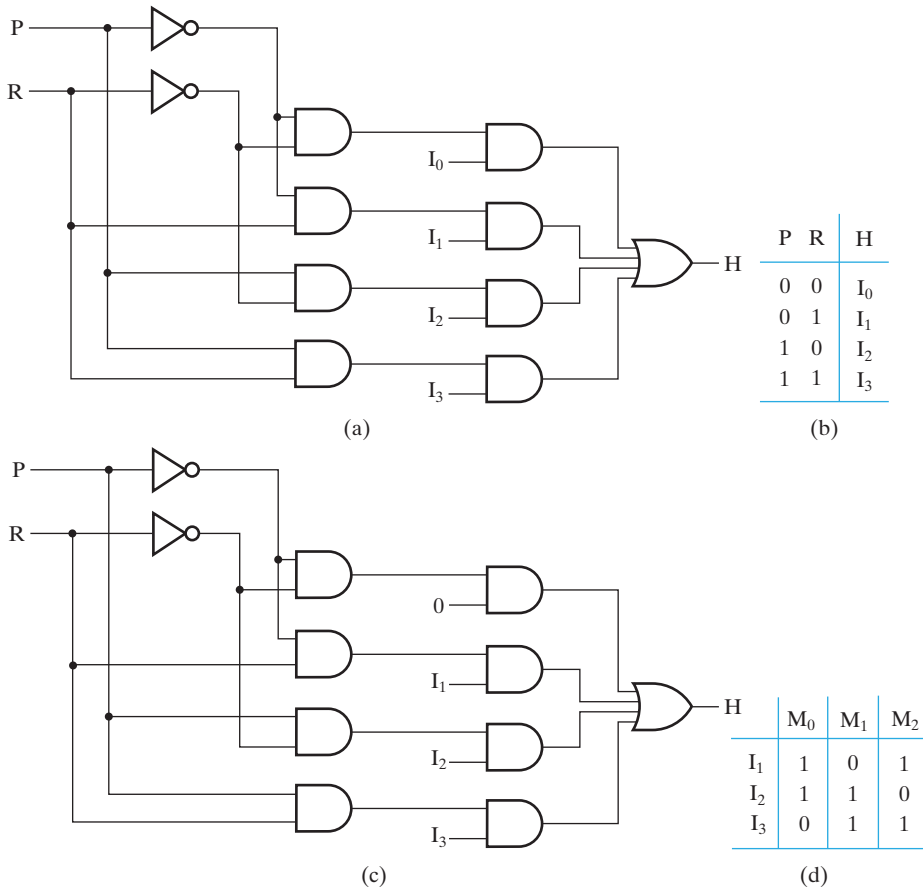 P
R
I₀
I₁
I₂
I₃
H
(a)
P R H
0 0 I₀
0 1 I₁
1 0 I₂
1 1 I₃
(b)
P
R
0
I₁
I₂
I₃
H
(c)
M₀ M₁ M₂
I₁ 1 0 1
I₂ 1 1 0
I₃ 0 1 1
(d)